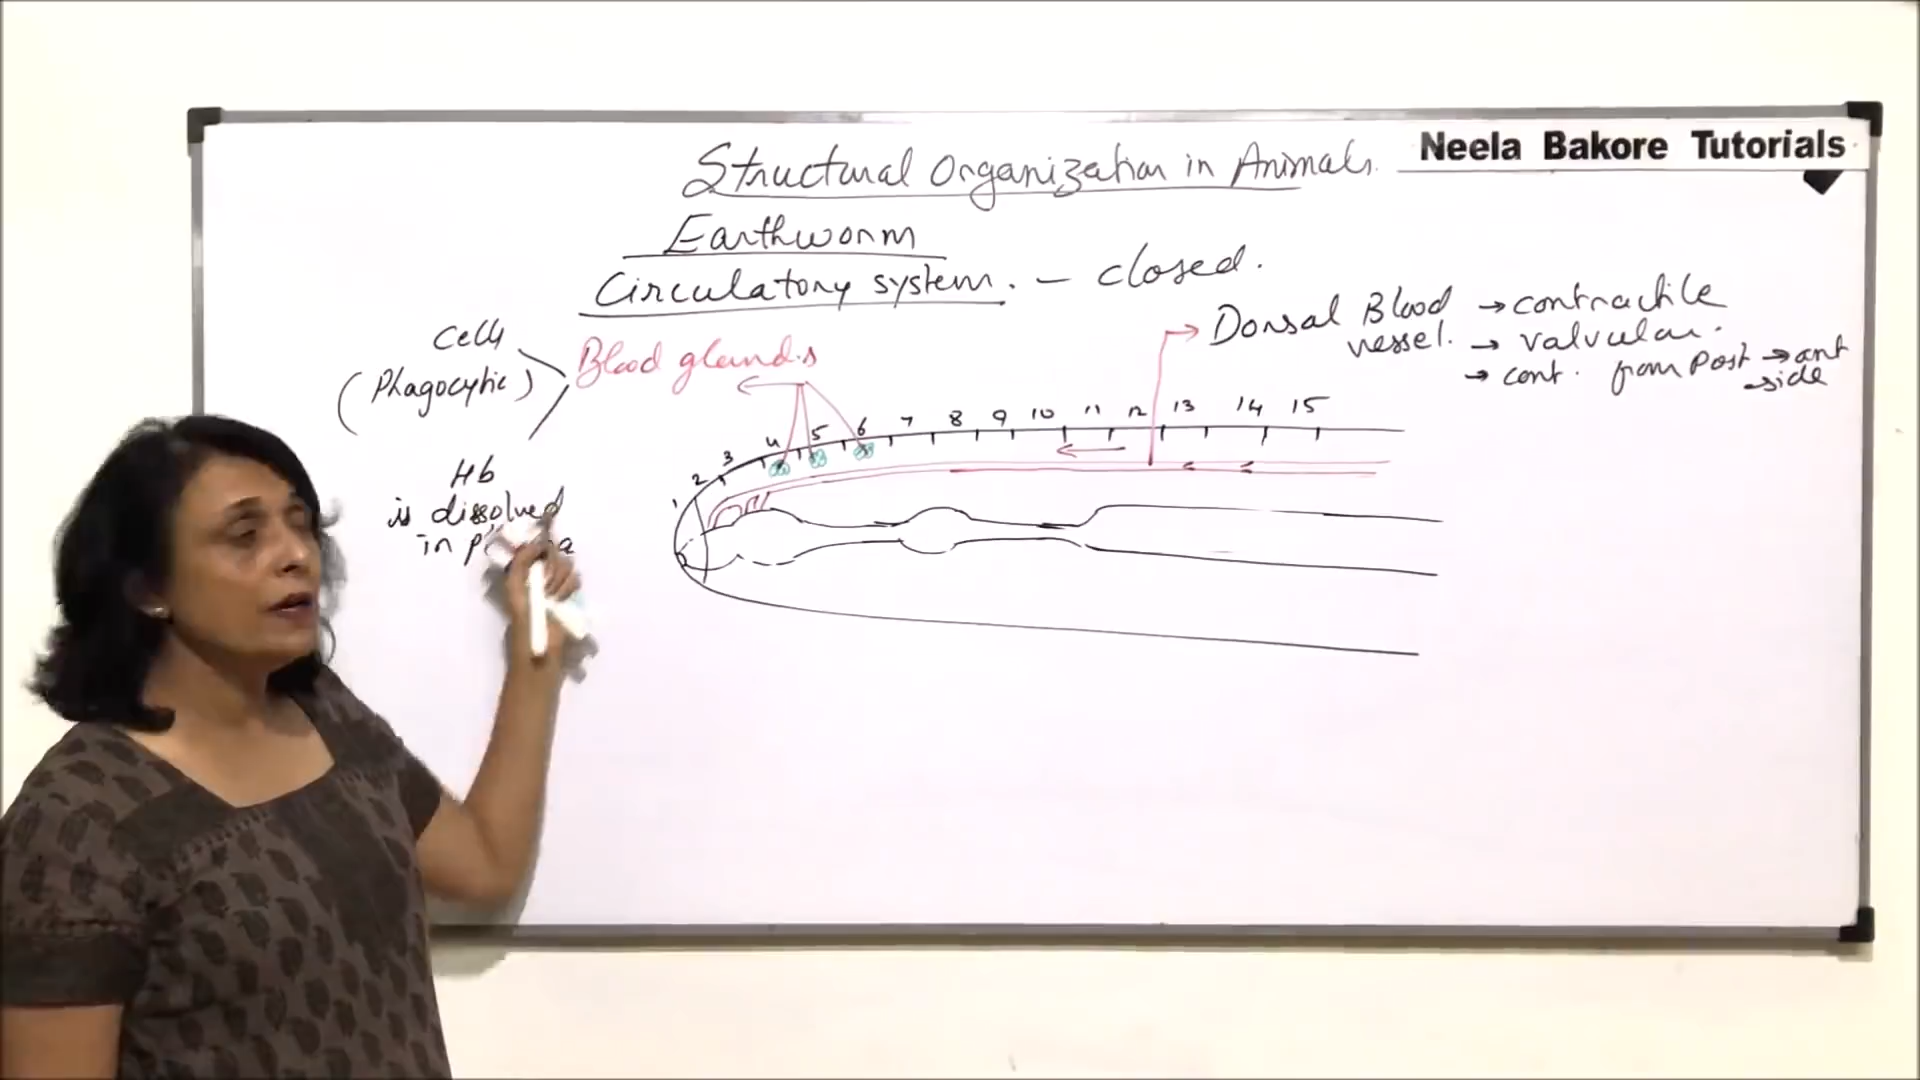 Structural Organization in Animals.
Neela Bakore Tutorials
Earthworm
Circulatory system. - closed.
Cells
(Phagocytic)
Blood glands
Hb
is dissolved
in
Dorsal Blood
vessel.
→ contractile
→ valvular.
→ cont. from Post → ant
side
1 2 3 4 5 6 7 8 9 10 11 12 13 14 15